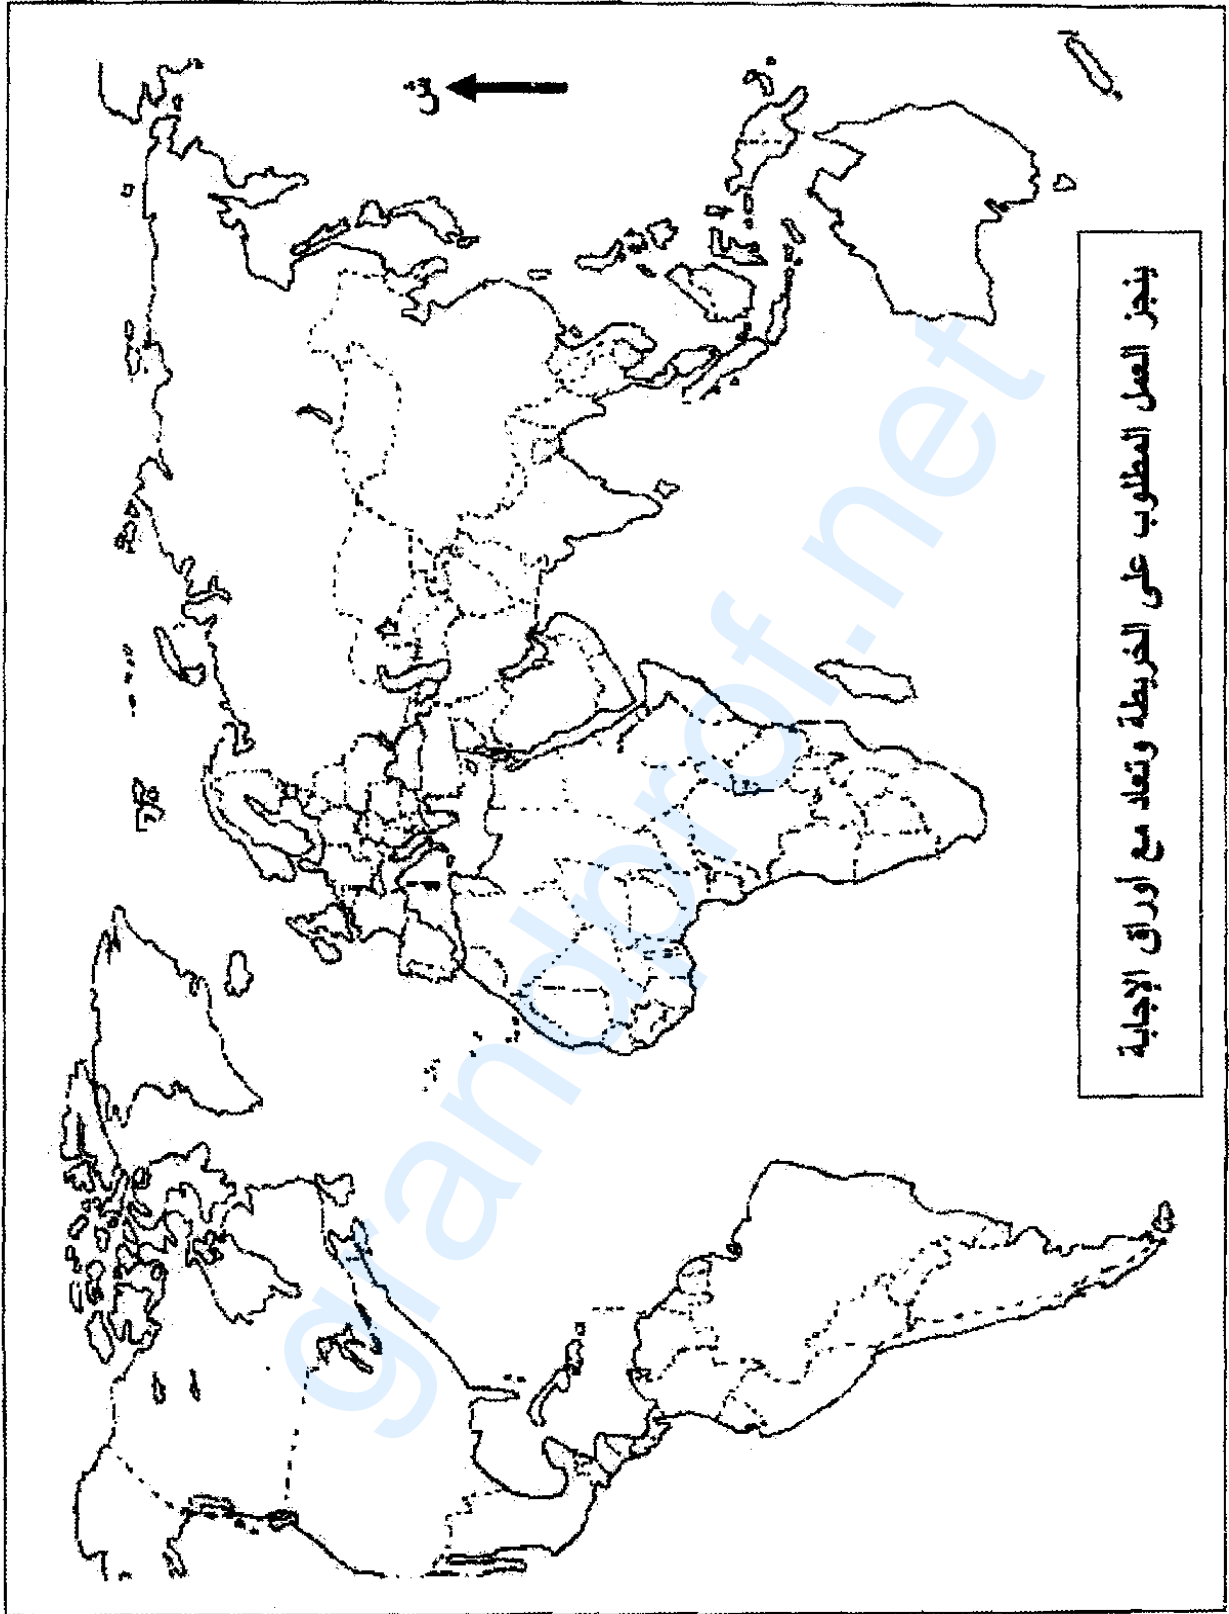 ش
ينجز العمل المطلوب على الخريطة وتعاد مع أوراق الإجابة
grandprof.net